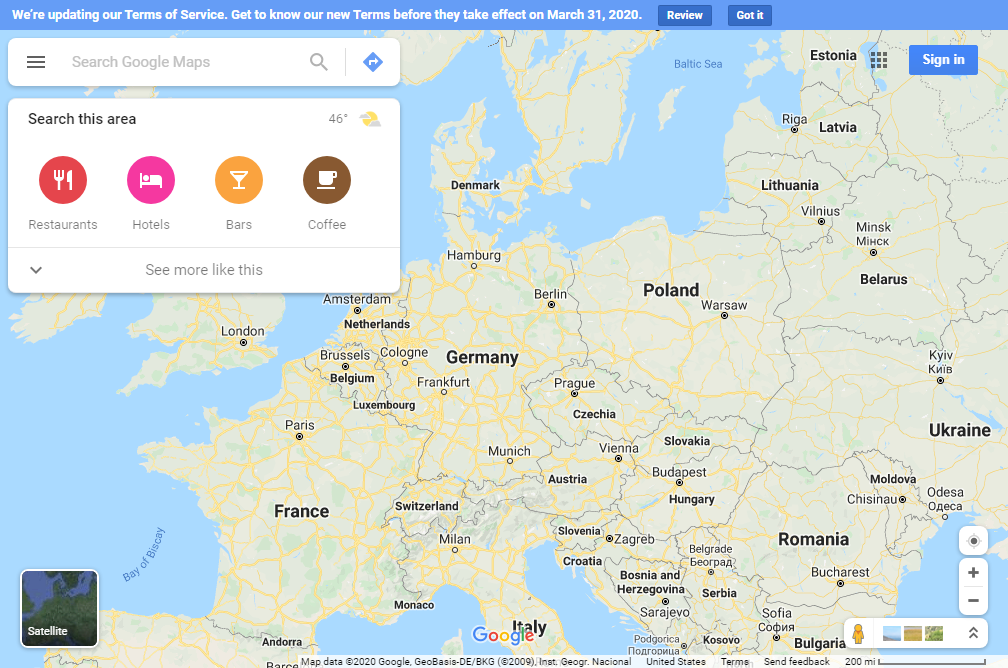 We're updating our Terms of Service. Get to know our new Terms before they take effect on March 31, 2020. Review Got it
Search Google Maps
Sign in
Search this area 46°
Restaurants Hotels Bars Coffee
See more like this
Baltic Sea
Estonia
Riga
Latvia
Denmark
Lithuania
Vilnius
Minsk
Мінск
Belarus
Hamburg
Amsterdam
Berlin
Poland
Warsaw
Netherlands
London
Brussels
Cologne
Germany
Kyiv
Київ
Belgium
Frankfurt
Prague
Luxembourg
Czechia
Paris
Ukraine
Slovakia
Munich
Vienna
Budapest
Austria
Moldova
Hungary
Chisinau
Odesa
Одеса
Switzerland
France
Slovenia
Zagreb
Milan
Romania
Croatia
Belgrade
Београд
Bay of Biscay
Bosnia and
Herzegovina
Bucharest
Serbia
Monaco
Sarajevo
Sofia
София
Satellite
Italy
Google
Andorra
Podgorica
Подгорица
Kosovo
Bulgaria
Barce
Map data ©2020 Google, GeoBasis-DE/BKG (©2009), Inst. Geogr. Nacional United States Terms Send feedback 200 mi